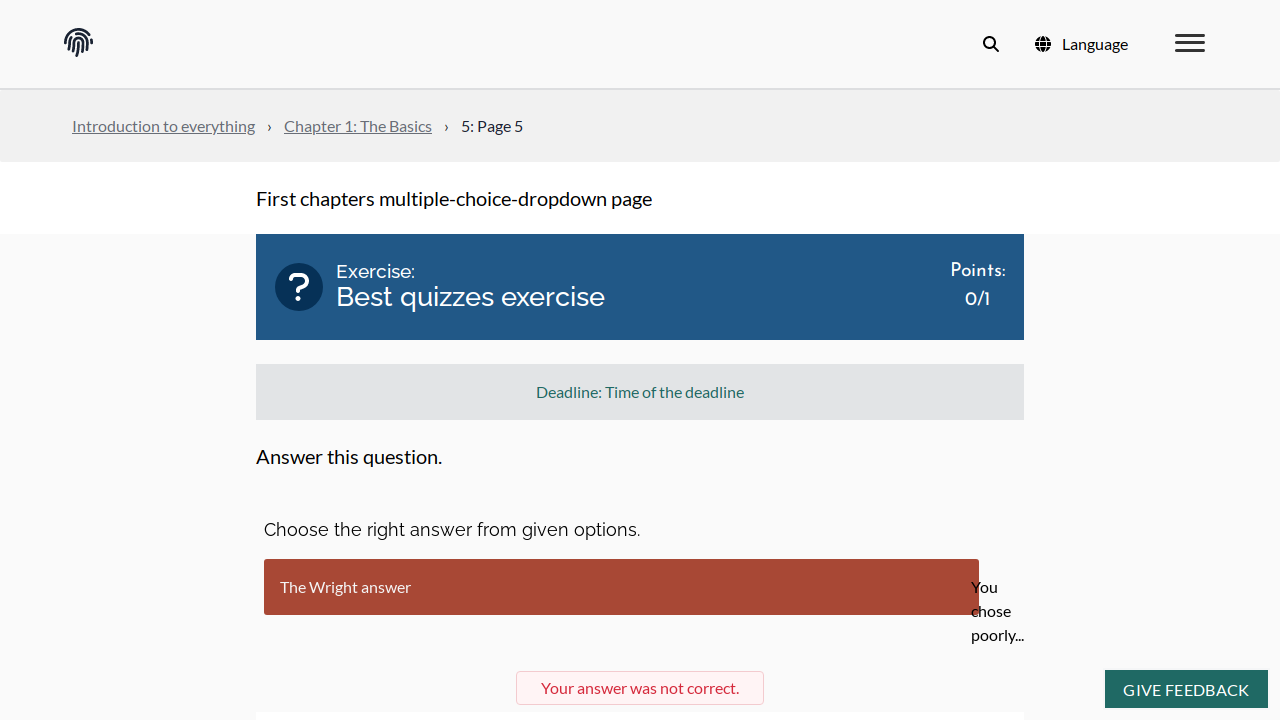 Language
Introduction to everything › Chapter 1: The Basics › 5: Page 5
First chapters multiple-choice-dropdown page
Exercise:
Best quizzes exercise
Points:
0/1
Deadline: Time of the deadline
Answer this question.
Choose the right answer from given options.
The Wright answer
You
chose
poorly...
Your answer was not correct.
GIVE FEEDBACK